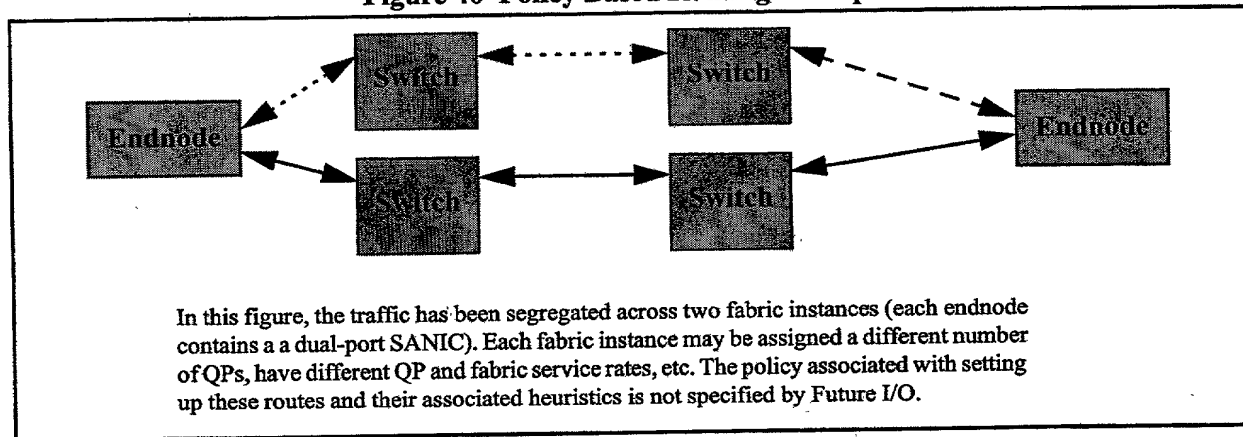 Switch
Switch
Endnode
Endnode
Switch
Switch
In this figure, the traffic has been segregated across two fabric instances (each endnode
contains a a dual-port SANIC). Each fabric instance may be assigned a different number
of QPs, have different QP and fabric service rates, etc. The policy associated with setting
up these routes and their associated heuristics is not specified by Future I/O.